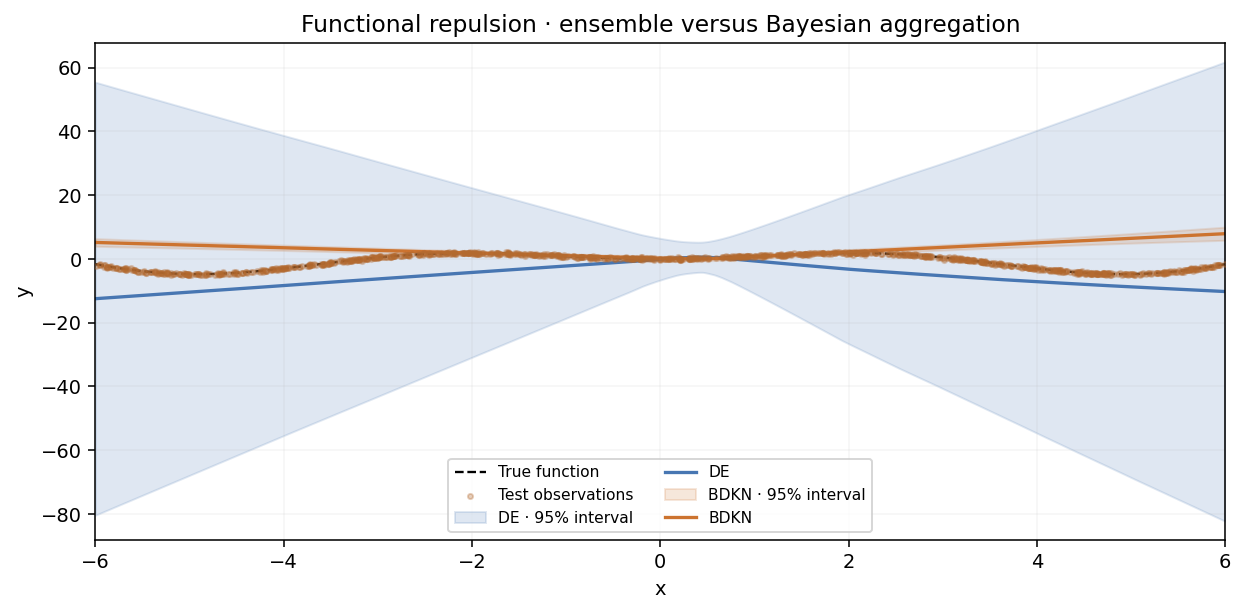 Functional repulsion · ensemble versus Bayesian aggregation
y
60
40
20
0
−20
−40
−60
−80
−6
−4
−2
0
2
4
6
x
True function
Test observations
DE · 95% interval
DE
BDKN · 95% interval
BDKN